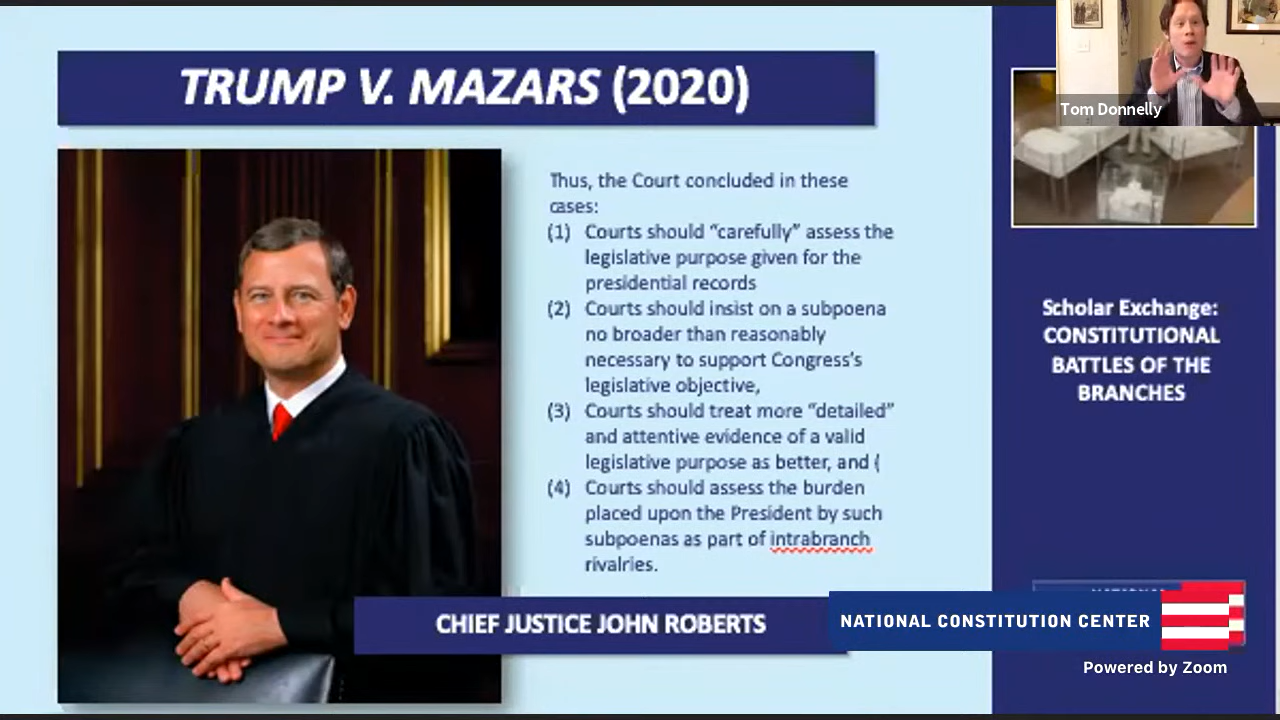 TRUMP V. MAZARS (2020)
Thus, the Court concluded in these
cases:
(1) Courts should “carefully” assess the
legislative purpose given for the
presidential records
(2) Courts should insist on a subpoena
no broader than reasonably
necessary to support Congress’s
legislative objective,
(3) Courts should treat more “detailed”
and attentive evidence of a valid
legislative purpose as better, and (
(4) Courts should assess the burden
placed upon the President by such
subpoenas as part of intrabranch
rivalries.
CHIEF JUSTICE JOHN ROBERTS
Tom Donnelly
Scholar Exchange:
CONSTITUTIONAL
BATTLES OF THE
BRANCHES
NATIONAL CONSTITUTION CENTER
Powered by Zoom